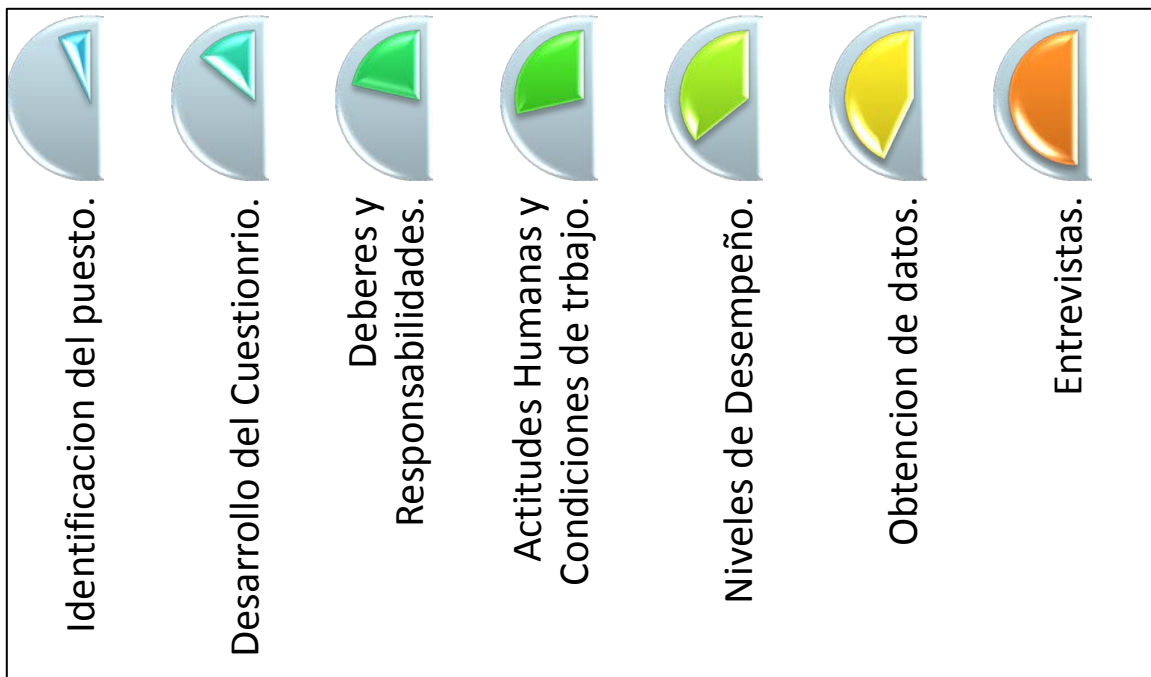 Identificacion del puesto.
Desarrollo del Cuestionrio.
Deberes y
Responsabilidades.
Actitudes Humanas y
Condiciones de trbajo.
Niveles de Desempeño.
Obtencion de datos.
Entrevistas.